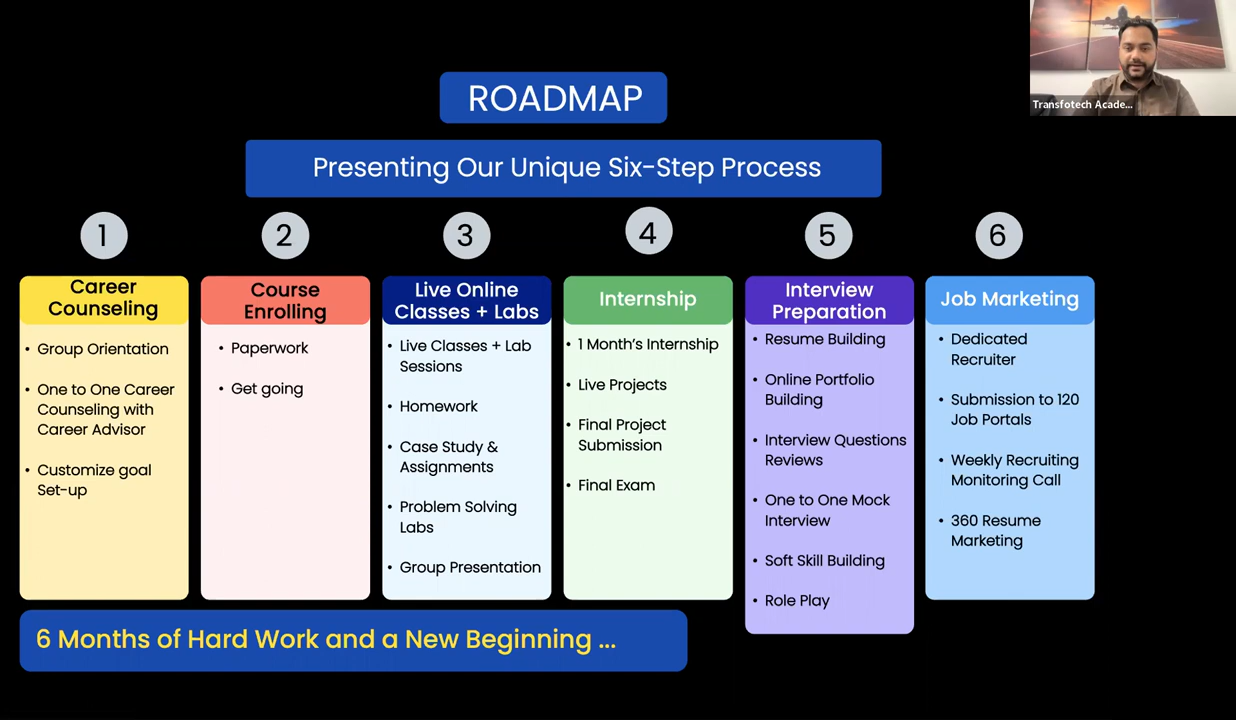 Transfotech Acade...
ROADMAP
Presenting Our Unique Six-Step Process
1
2
3
4
5
6
Career
Counseling
• Group Orientation
• One to One Career
Counseling with
Career Advisor
• Customize goal
Set-up
Course
Enrolling
• Paperwork
• Get going
Live Online
Classes + Labs
• Live Classes + Lab
Sessions
• Homework
• Case Study &
Assignments
• Problem Solving
Labs
• Group Presentation
Internship
• 1 Month's Internship
• Live Projects
• Final Project
Submission
• Final Exam
Interview
Preparation
• Resume Building
• Online Portfolio
Building
• Interview Questions
Reviews
• One to One Mock
Interview
• Soft Skill Building
• Role Play
Job Marketing
• Dedicated
Recruiter
• Submission to 120
Job Portals
• Weekly Recruiting
Monitoring Call
• 360 Resume
Marketing
6 Months of Hard Work and a New Beginning ...